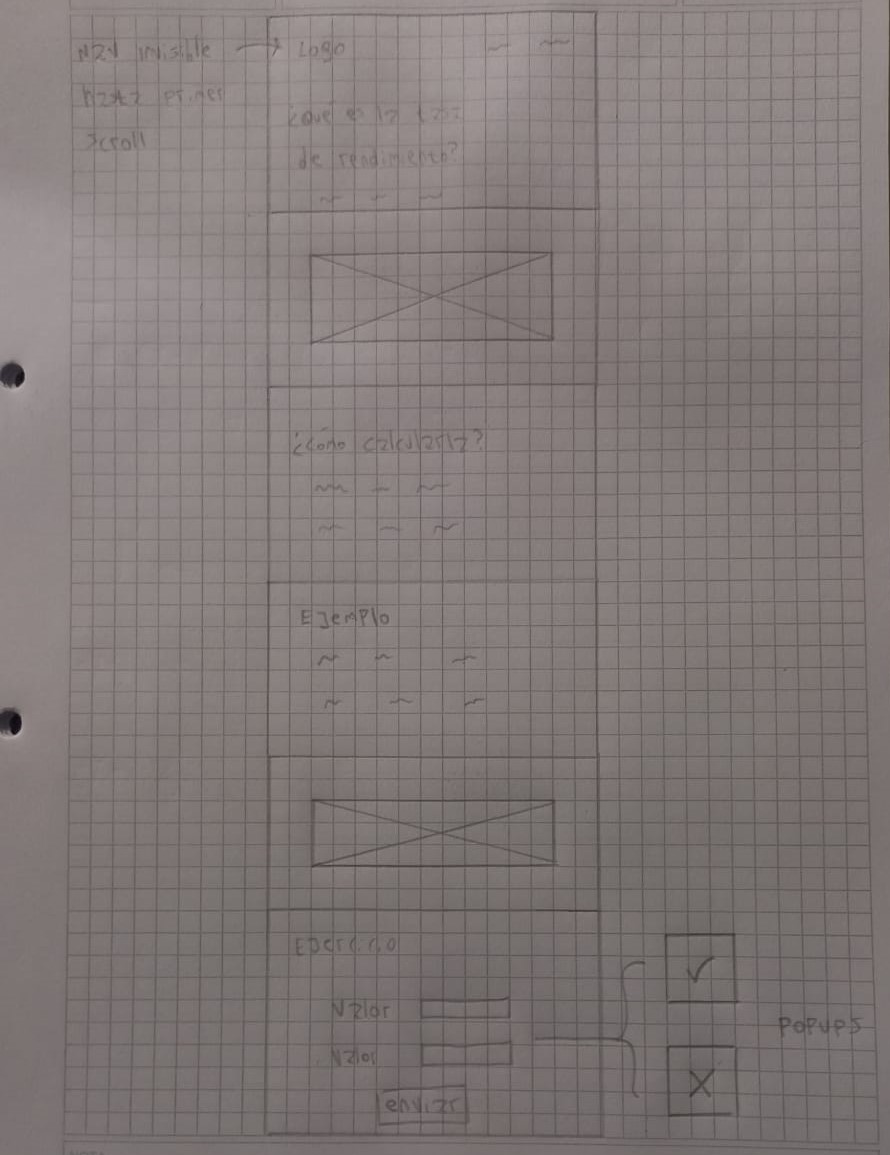 Nav invisible → Logo
hasta primer
scroll
¿Qué es la tasa
de rendimiento?
¿Cómo calcularla?
Ejemplo
Ejercicio
Valor
Valor
enviar
Popups